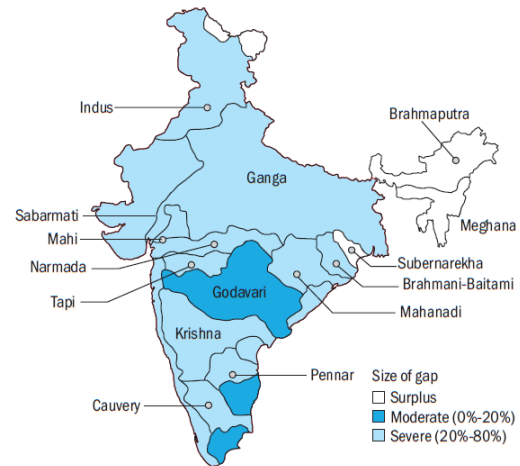 Indus
Brahmaputra
Ganga
Sabarmati
Meghana
Mahi
Subernarekha
Narmada
Brahmani-Baitami
Tapi
Godavari
Mahanadi
Krishna
Pennar
Cauvery
Size of gap
Surplus
Moderate (0%-20%)
Severe (20%-80%)